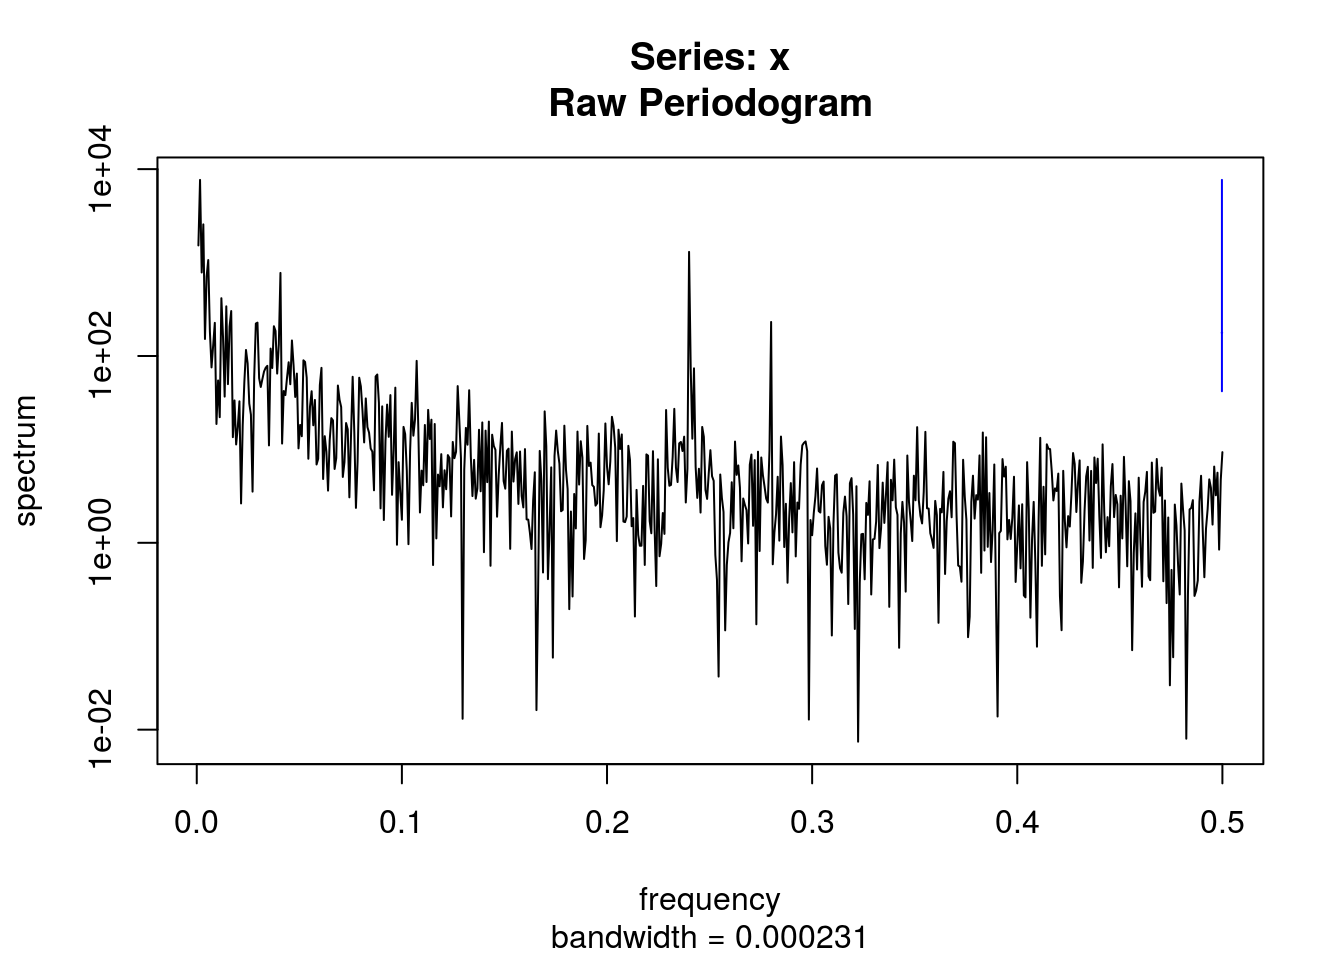 Series: x
Raw Periodogram
spectrum
1e+04
1e+02
1e+00
1e-02
0.0 0.1 0.2 0.3 0.4 0.5
frequency
bandwidth = 0.000231